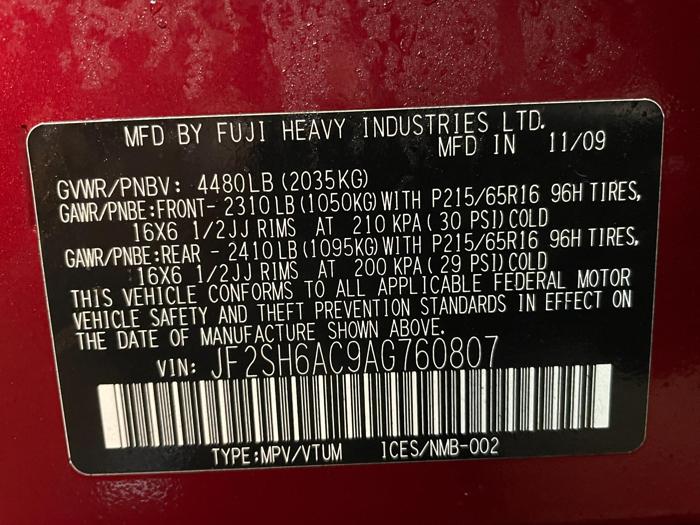 MFD BY FUJI HEAVY INDUSTRIES LTD.
MFD IN 11/09
GVWR/PNBV: 4480LB(2035KG)
GAWR/PNBE:FRONT- 2310LB(1050KG)WITH P215/65R16 96H TIRES,
16X6 1/2JJ RIMS AT 210 KPA(30 PSI)COLD
GAWR/PNBE:REAR -2410LB(1095KG)WITH P215/65R16 96H TIRES,
16X6 1/2JJ RIMS AT 200 KPA(29 PSI)COLD
THIS VEHICLE CONFORMS TO ALL APPLICABLE FEDERAL MOTOR
VEHICLE SAFETY AND THEFT PREVENTION STANDARDS IN EFFECT ON
THE DATE OF MANUFACTURE SHOWN ABOVE.
VIN: JF2SH6AC9AG760807
TYPE:MPV/VTUM ICES/NMB-002